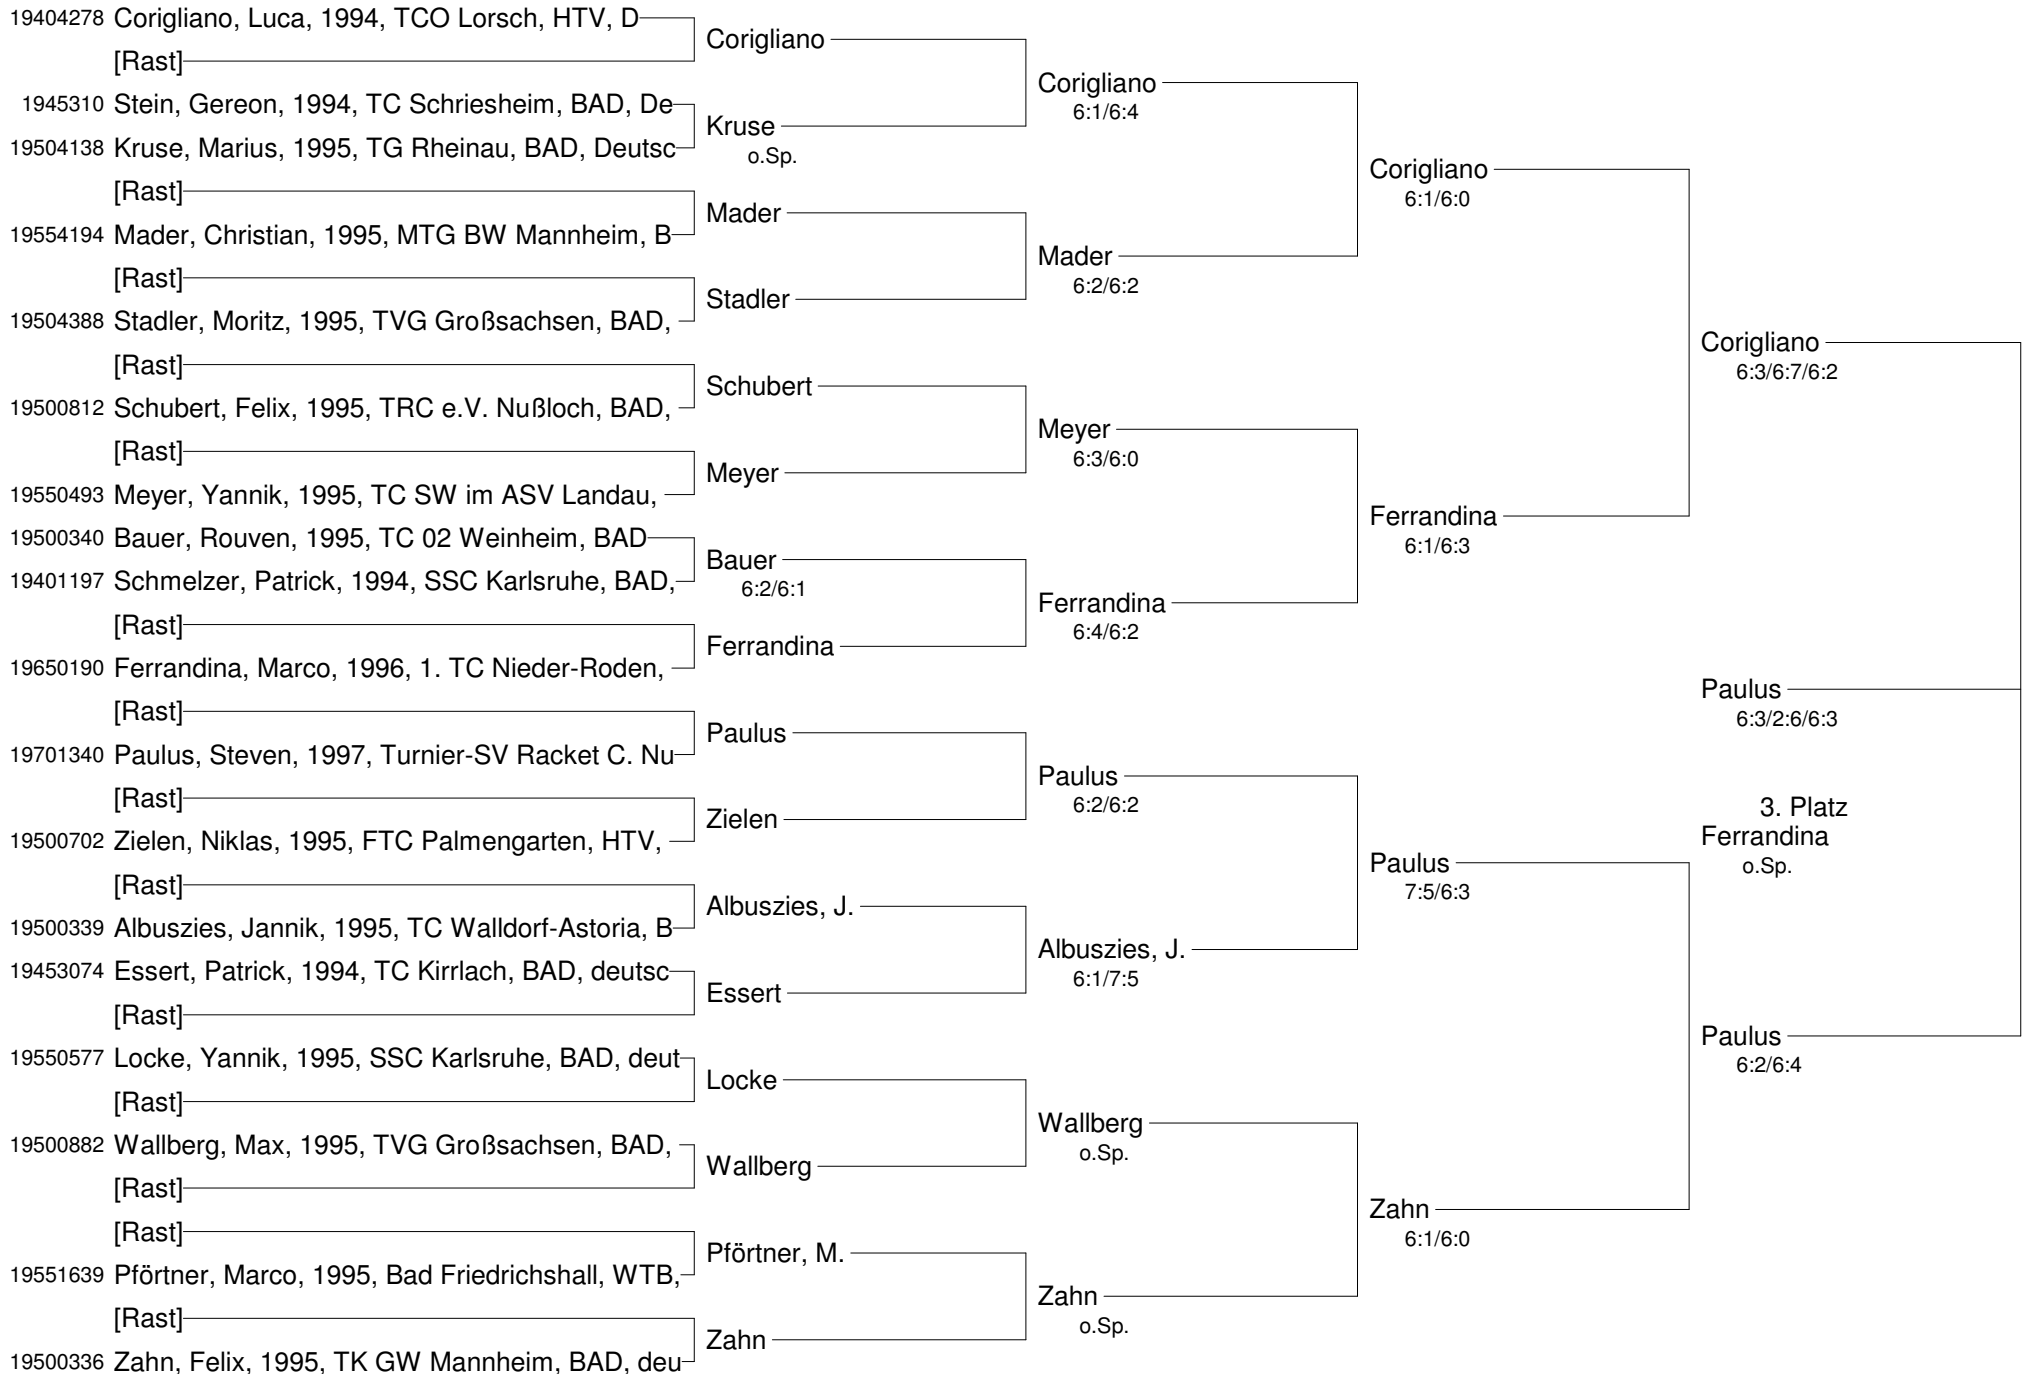 19404278 Corigliano, Luca, 1994, TCO Lorsch, HTV, D
[Rast]
1945310 Stein, Gereon, 1994, TC Schriesheim, BAD, De
19504138 Kruse, Marius, 1995, TG Rheinau, BAD, Deutsc
[Rast]
19554194 Mader, Christian, 1995, MTG BW Mannheim, B
[Rast]
19504388 Stadler, Moritz, 1995, TVG Großsachsen, BAD,
[Rast]
19500812 Schubert, Felix, 1995, TRC e.V. Nußloch, BAD,
[Rast]
19550493 Meyer, Yannik, 1995, TC SW im ASV Landau,
19500340 Bauer, Rouven, 1995, TC 02 Weinheim, BAD
19401197 Schmelzer, Patrick, 1994, SSC Karlsruhe, BAD,
[Rast]
19650190 Ferrandina, Marco, 1996, 1. TC Nieder-Roden,
[Rast]
19701340 Paulus, Steven, 1997, Turnier-SV Racket C. Nu
[Rast]
19500702 Zielen, Niklas, 1995, FTC Palmengarten, HTV,
[Rast]
19500339 Albuszies, Jannik, 1995, TC Walldorf-Astoria, B
19453074 Essert, Patrick, 1994, TC Kirrlach, BAD, deutsc
[Rast]
19550577 Locke, Yannik, 1995, SSC Karlsruhe, BAD, deut
[Rast]
19500882 Wallberg, Max, 1995, TVG Großsachsen, BAD,
[Rast]
[Rast]
19551639 Pförtner, Marco, 1995, Bad Friedrichshall, WTB,
[Rast]
19500336 Zahn, Felix, 1995, TK GW Mannheim, BAD, deu
Corigliano
Kruse
o.Sp.
Mader
Stadler
Schubert
Meyer
Bauer
6:2/6:1
Ferrandina
Paulus
Zielen
Albuszies, J.
Essert
Locke
Wallberg
Pförtner, M.
Zahn
Corigliano
6:1/6:4
Mader
6:2/6:2
Meyer
6:3/6:0
Ferrandina
6:4/6:2
Paulus
6:2/6:2
Albuszies, J.
6:1/7:5
Wallberg
o.Sp.
Zahn
o.Sp.
Corigliano
6:1/6:0
Ferrandina
6:1/6:3
Paulus
7:5/6:3
Zahn
6:1/6:0
Corigliano
6:3/6:7/6:2
Paulus
6:3/2:6/6:3
3. Platz
Ferrandina
o.Sp.
Paulus
6:2/6:4